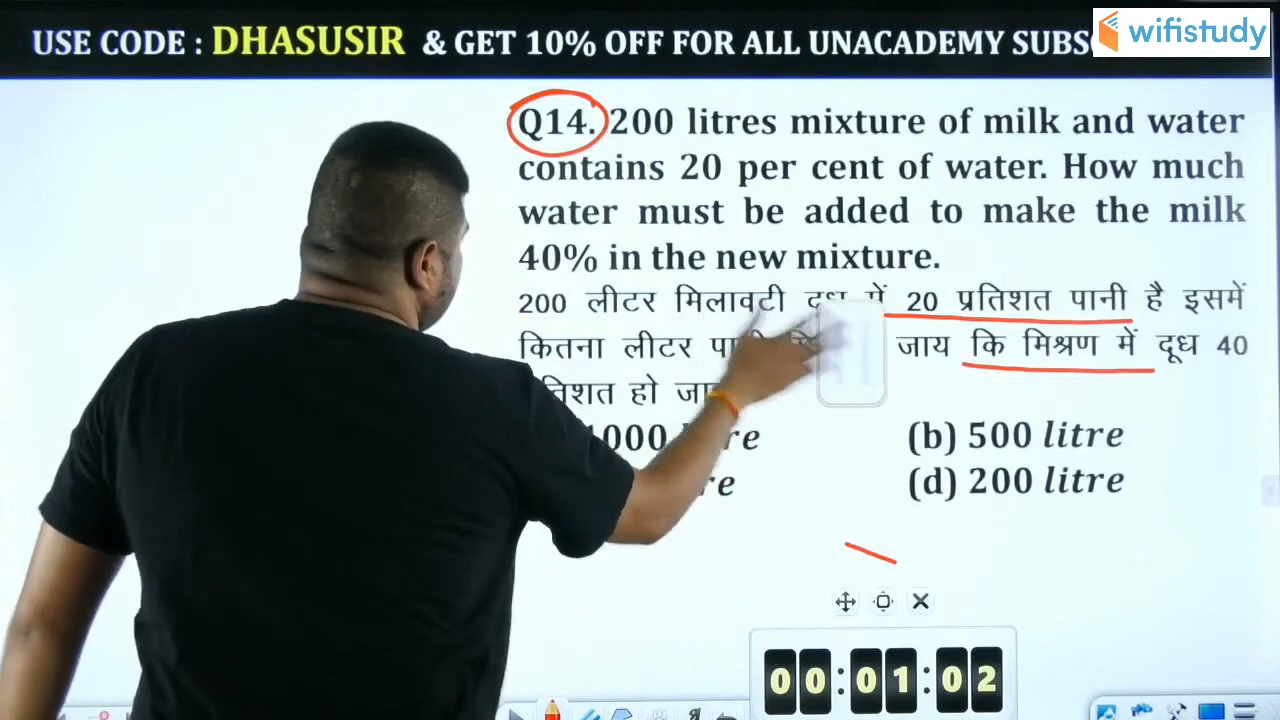 USE CODE : DHASUSIR & GET 10% OFF FOR ALL UNACADEMY
wifistudy
Q14. 200 litres mixture of milk and water
contains 20 per cent of water. How much
water must be added to make the milk
40% in the new mixture.
200 लीटर मिलावटी दूध में 20 प्रतिशत पानी है इसमें
कितना लीटर जाय कि मिश्रण में दूध 40
हो
(b) 500 litre
(d) 200 litre
00:01:02